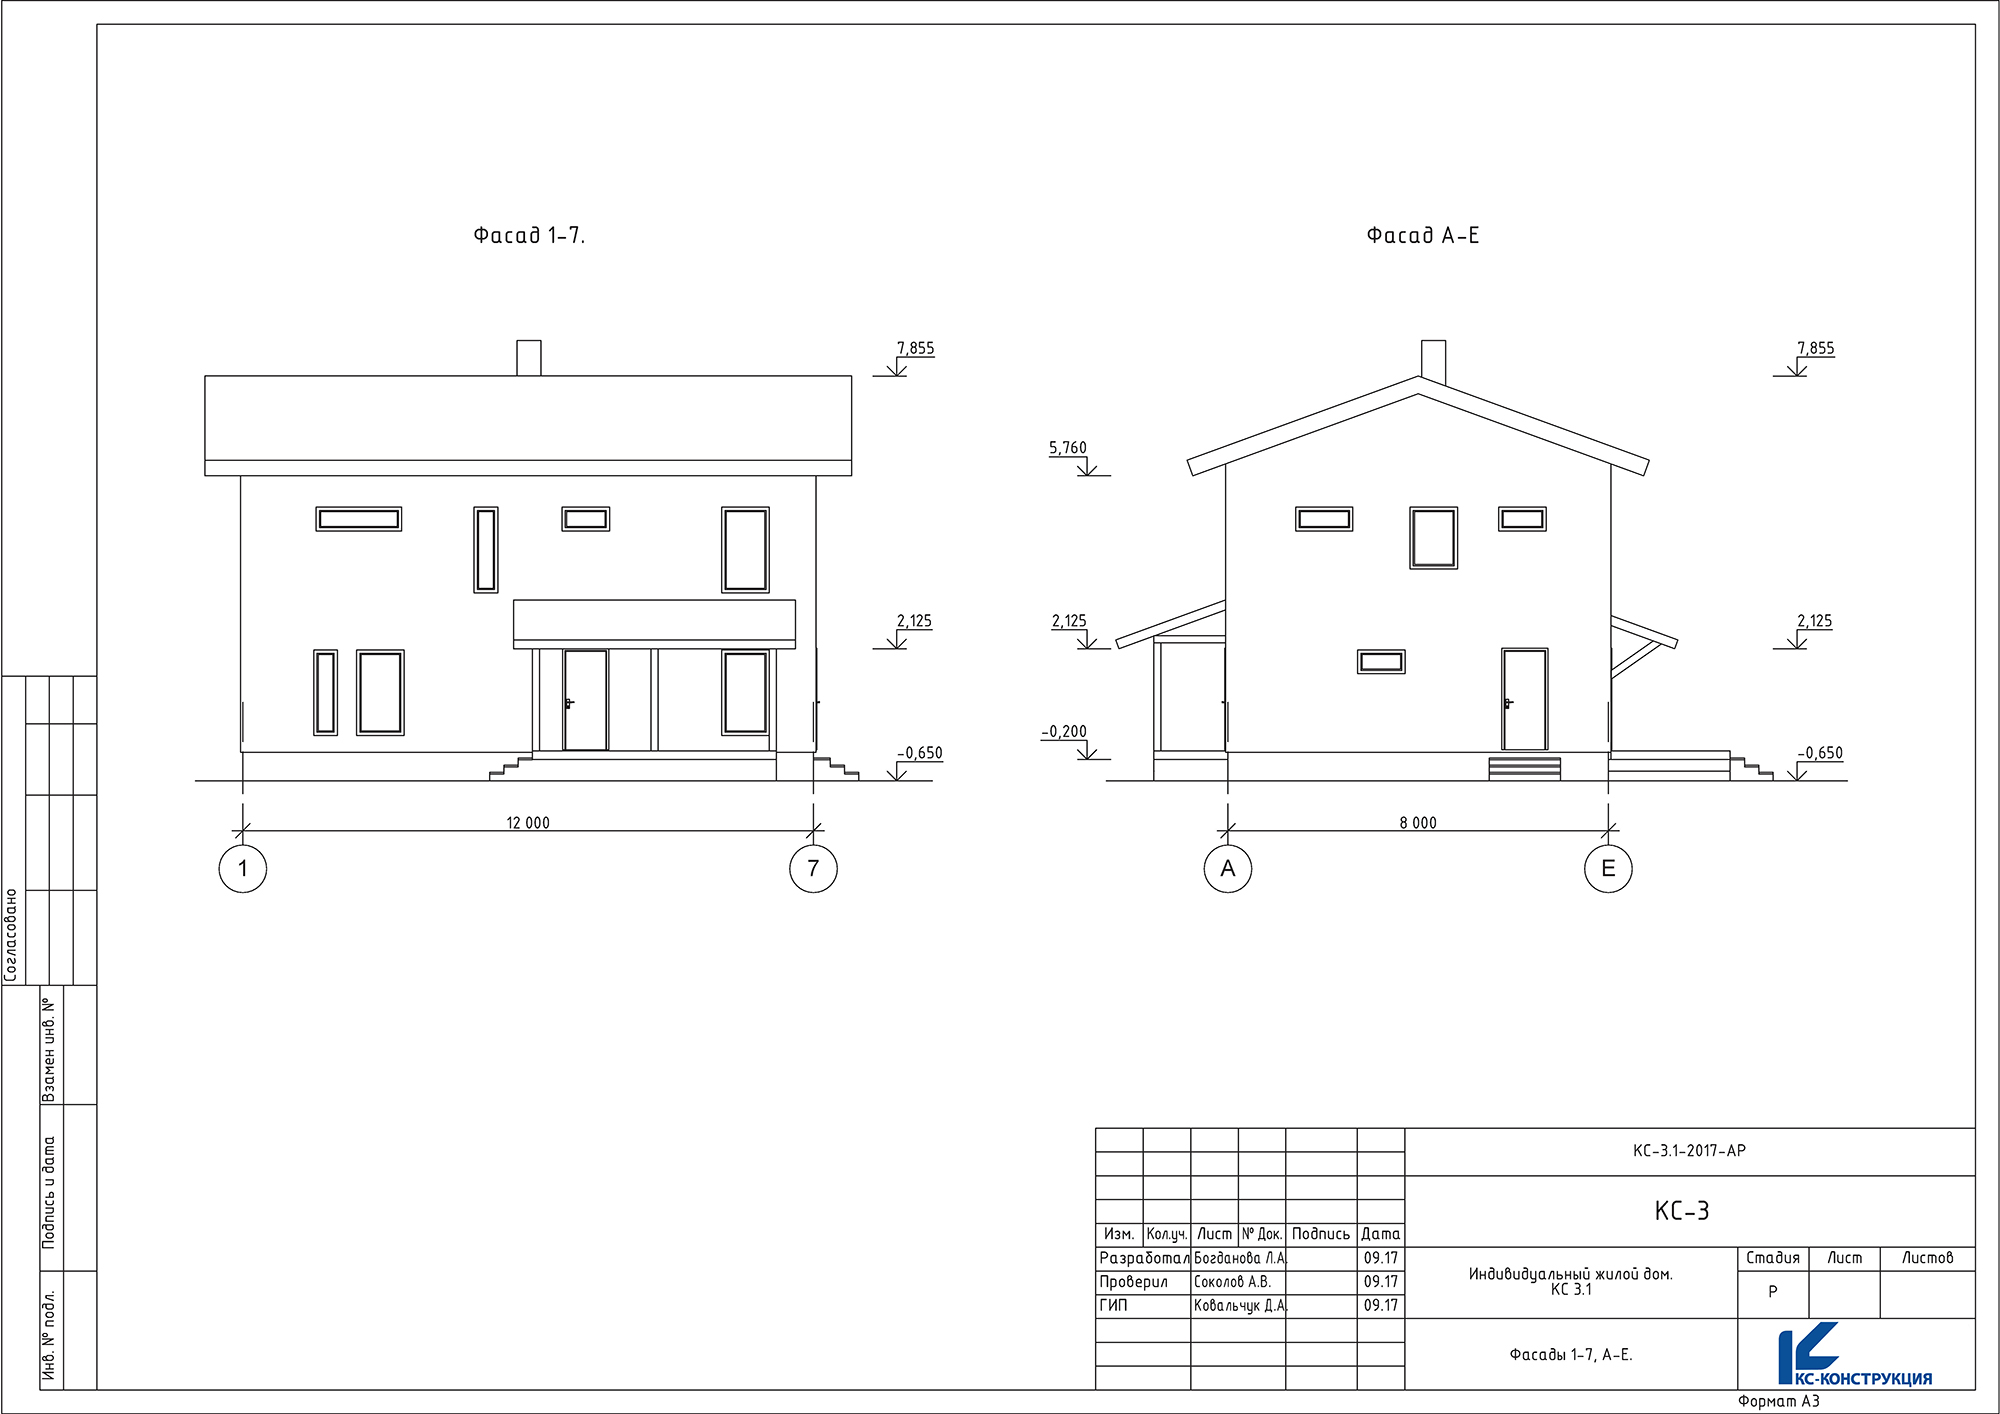 Фасад 1-7.
Фасад А-Е
7,855
2,125
-0,650
12 000
1
7
5,760
2,125
-0,200
7,855
2,125
-0,650
8 000
А
Е
Согласовано
Взамен инв. №
Подпись и дата
Инв. № подл.
КС-3.1-2017-АР
КС-3
Изм. Кол.уч. Лист № Док. Подпись Дата
Разработал Богданова Л.А. 09.17
Проверил Соколов А.В. 09.17
ГИП Ковальчук Д.А. 09.17
Индивидуальный жилой дом.
КС 3.1
Стадия Лист Листов
Р
Фасады 1-7, А-Е.
КС-КОНСТРУКЦИЯ
Формат А3